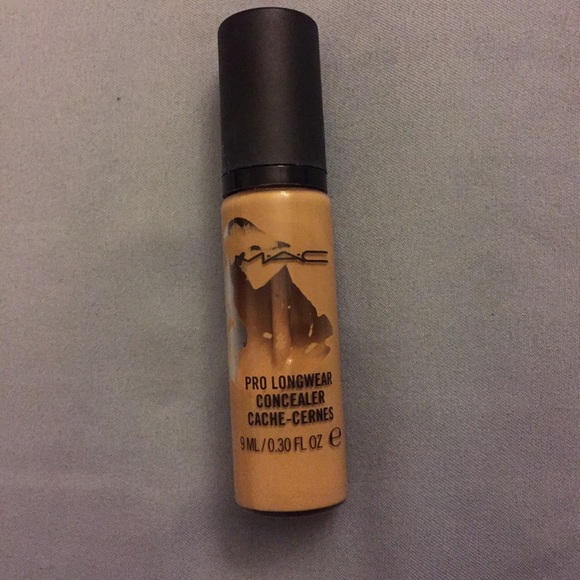 M·A·C
PRO LONGWEAR
CONCEALER
CACHE-CERNES
9 ML / 0.30 FL OZ ℮